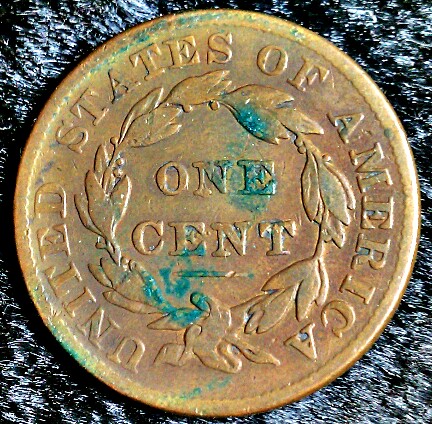 UNITED STATES OF AMERICA
ONE
CENT